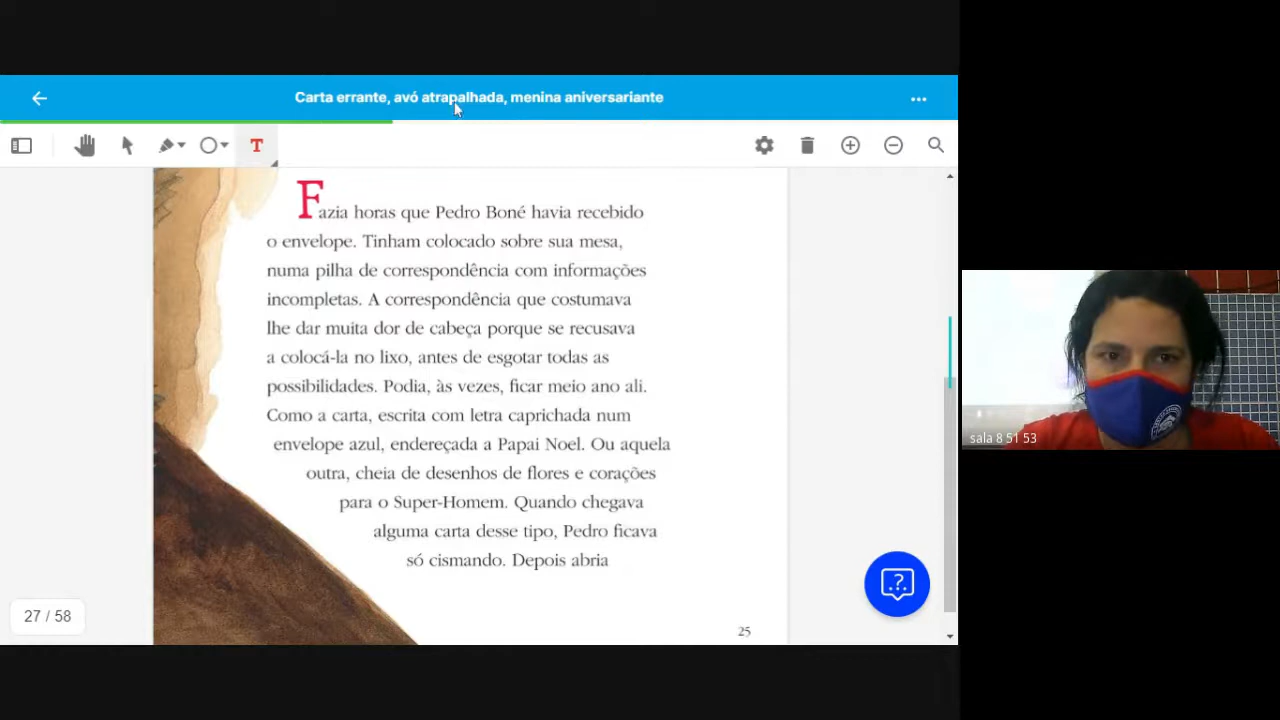 Carta errante, avó atrapalhada, menina aniversariante
T
Fazia horas que Pedro Boné havia recebido
o envelope. Tinham colocado sobre sua mesa,
numa pilha de correspondência com informações
incompletas. A correspondência que costumava
lhe dar muita dor de cabeça porque se recusava
a colocá-la no lixo, antes de esgotar todas as
possibilidades. Podia, às vezes, ficar meio ano ali.
Como a carta, escrita com letra caprichada num
envelope azul, endereçada a Papai Noel. Ou aquela
outra, cheia de desenhos de flores e corações
para o Super-Homem. Quando chegava
alguma carta desse tipo, Pedro ficava
só cismando. Depois abria
27 / 58
25
sala 8 51 53